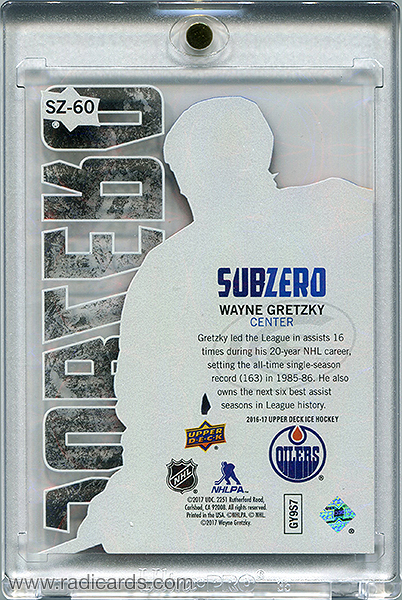 SZ-60
SUBZERO
SUBZERO
WAYNE GRETZKY
CENTER
Gretzky led the League in assists 16
times during his 20-year NHL career,
setting the all-time single-season
record (163) in 1985-86. He also
owns the next six best assist
seasons in League history.
2016-17 UPPER DECK ICE HOCKEY
UPPER
DECK
OILERS
NHL
NHLPA
©2017 UDC. 2251 Rutherford Road,
Carlsbad, CA 92008. All rights reserved.
Printed in the USA. ©NHLPA. © NHL.
©2017 Wayne Gretzky.
GY9S7
www.radicards.com